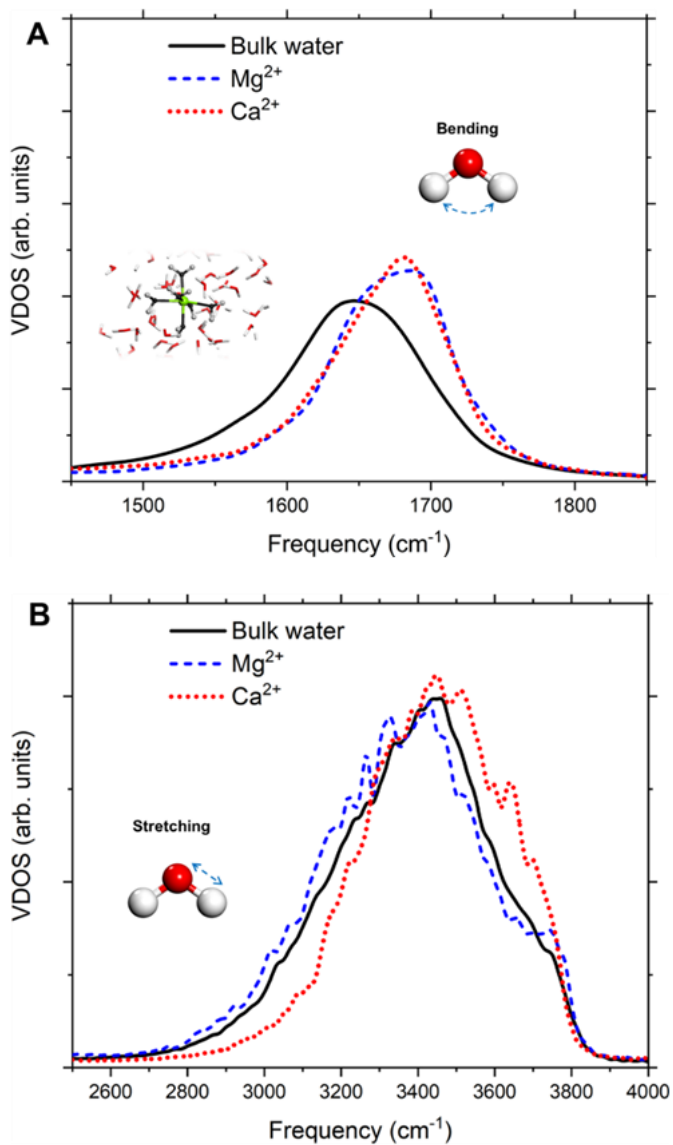 A
Bulk water
Mg²⁺
Ca²⁺
Bending
VDOS (arb. units)
1500 1600 1700 1800
Frequency (cm⁻¹)
B
Bulk water
Mg²⁺
Ca²⁺
Stretching
VDOS (arb. units)
2600 2800 3000 3200 3400 3600 3800 4000
Frequency (cm⁻¹)